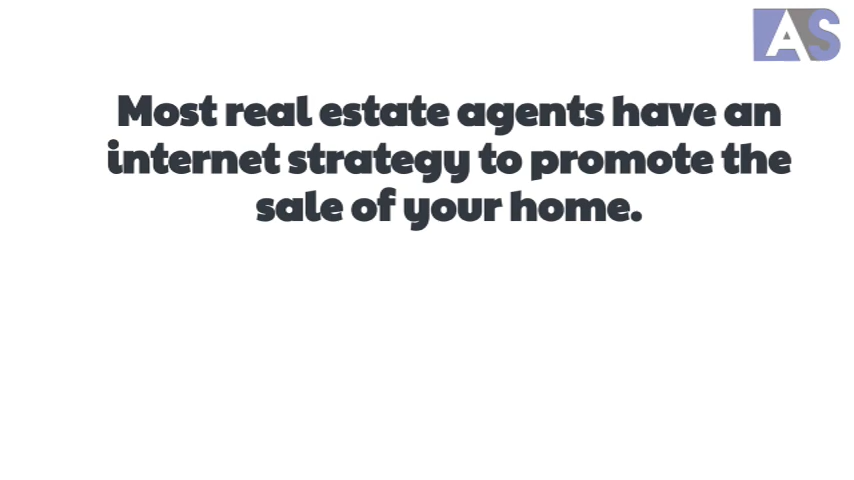 AS
Most real estate agents have an
internet strategy to promote the
sale of your home.